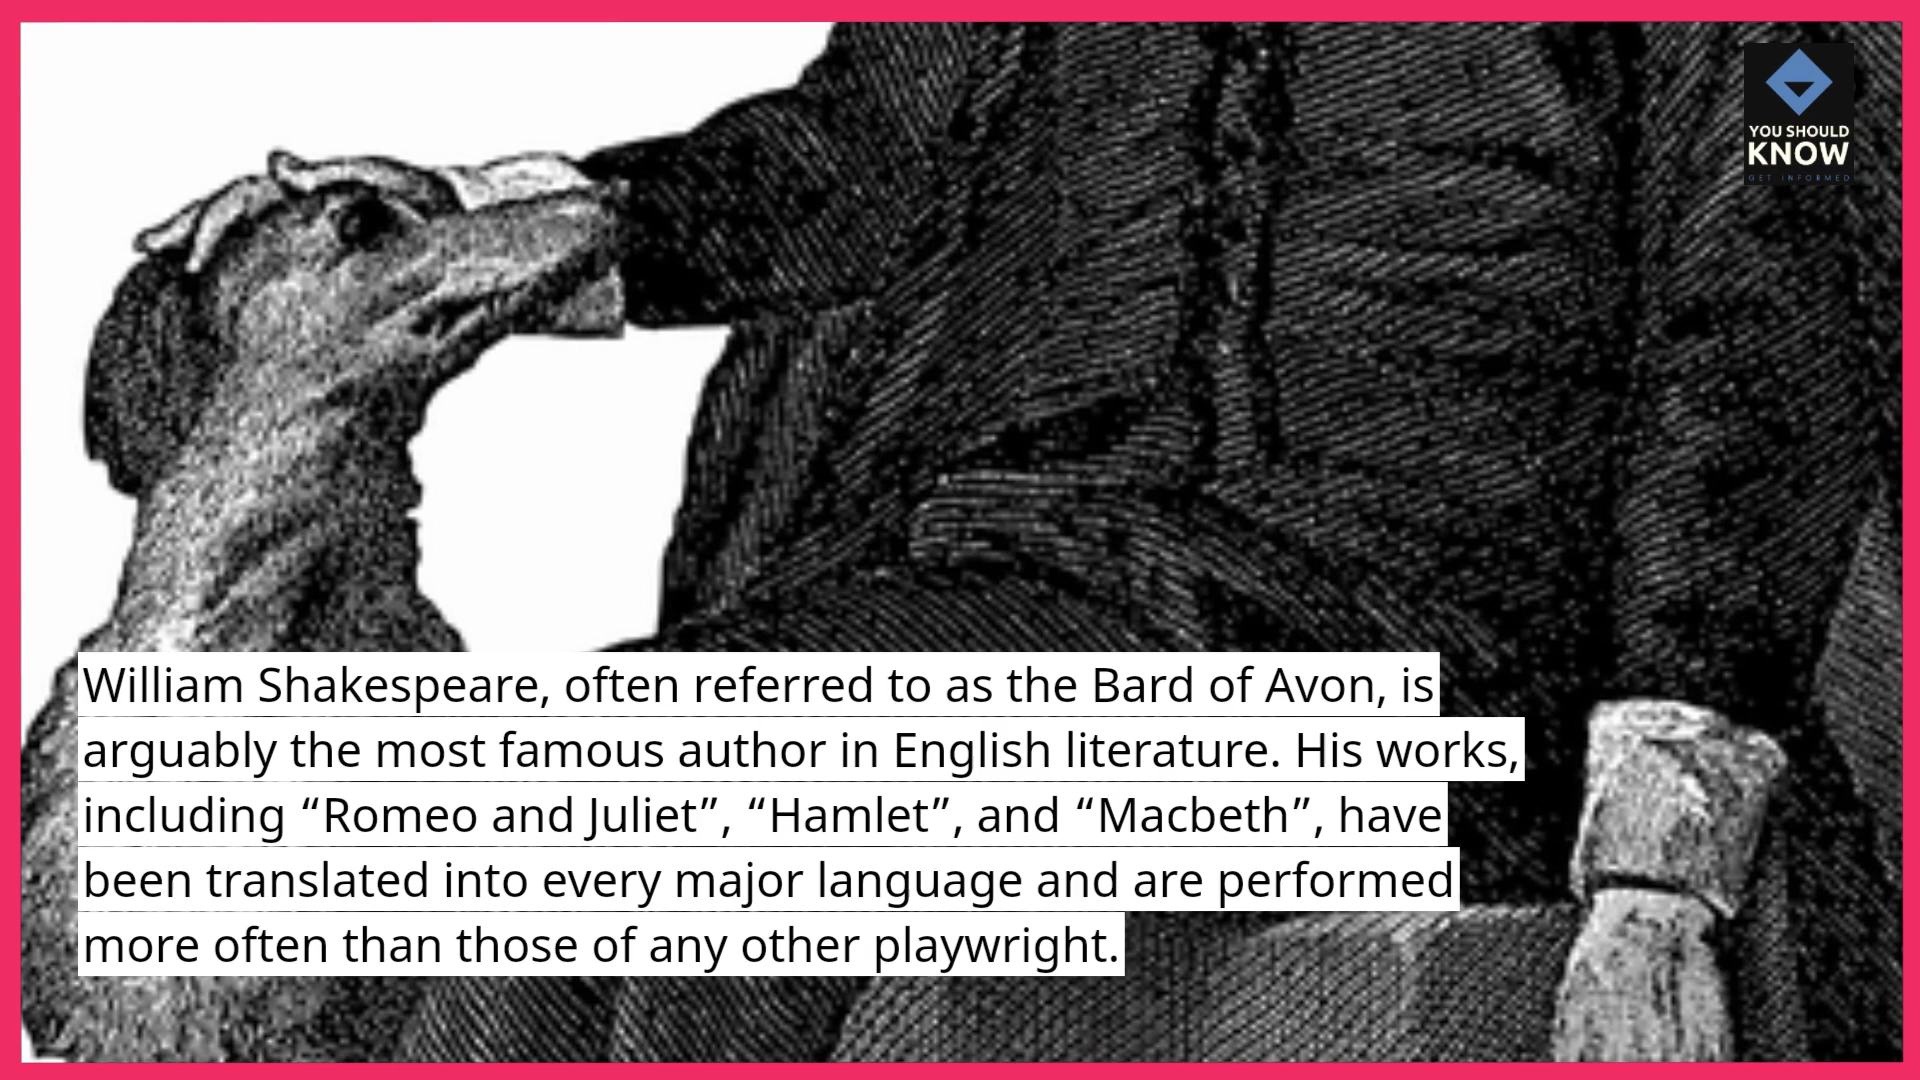 YOU SHOULD
KNOW
GET INFORMED
William Shakespeare, often referred to as the Bard of Avon, is
arguably the most famous author in English literature. His works,
including “Romeo and Juliet”, “Hamlet”, and “Macbeth”, have
been translated into every major language and are performed
more often than those of any other playwright.